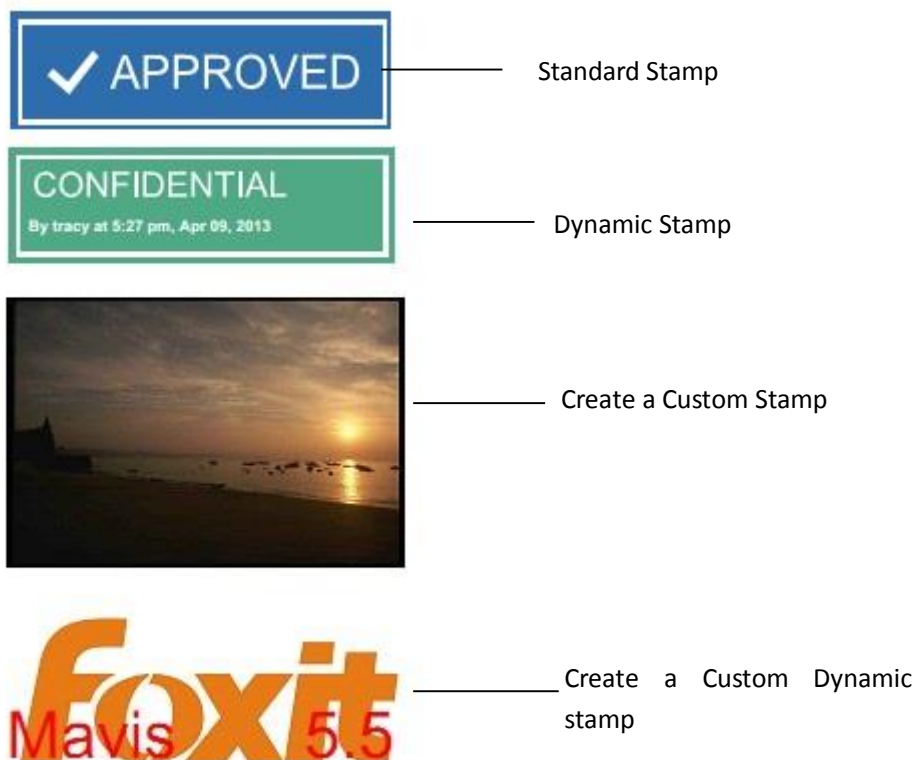 APPROVED
Standard Stamp
CONFIDENTIAL
By tracy at 5:27 pm, Apr 09, 2013
Dynamic Stamp
Create a Custom Stamp
foxit
Mavis 5.5
Create a Custom Dynamic
stamp